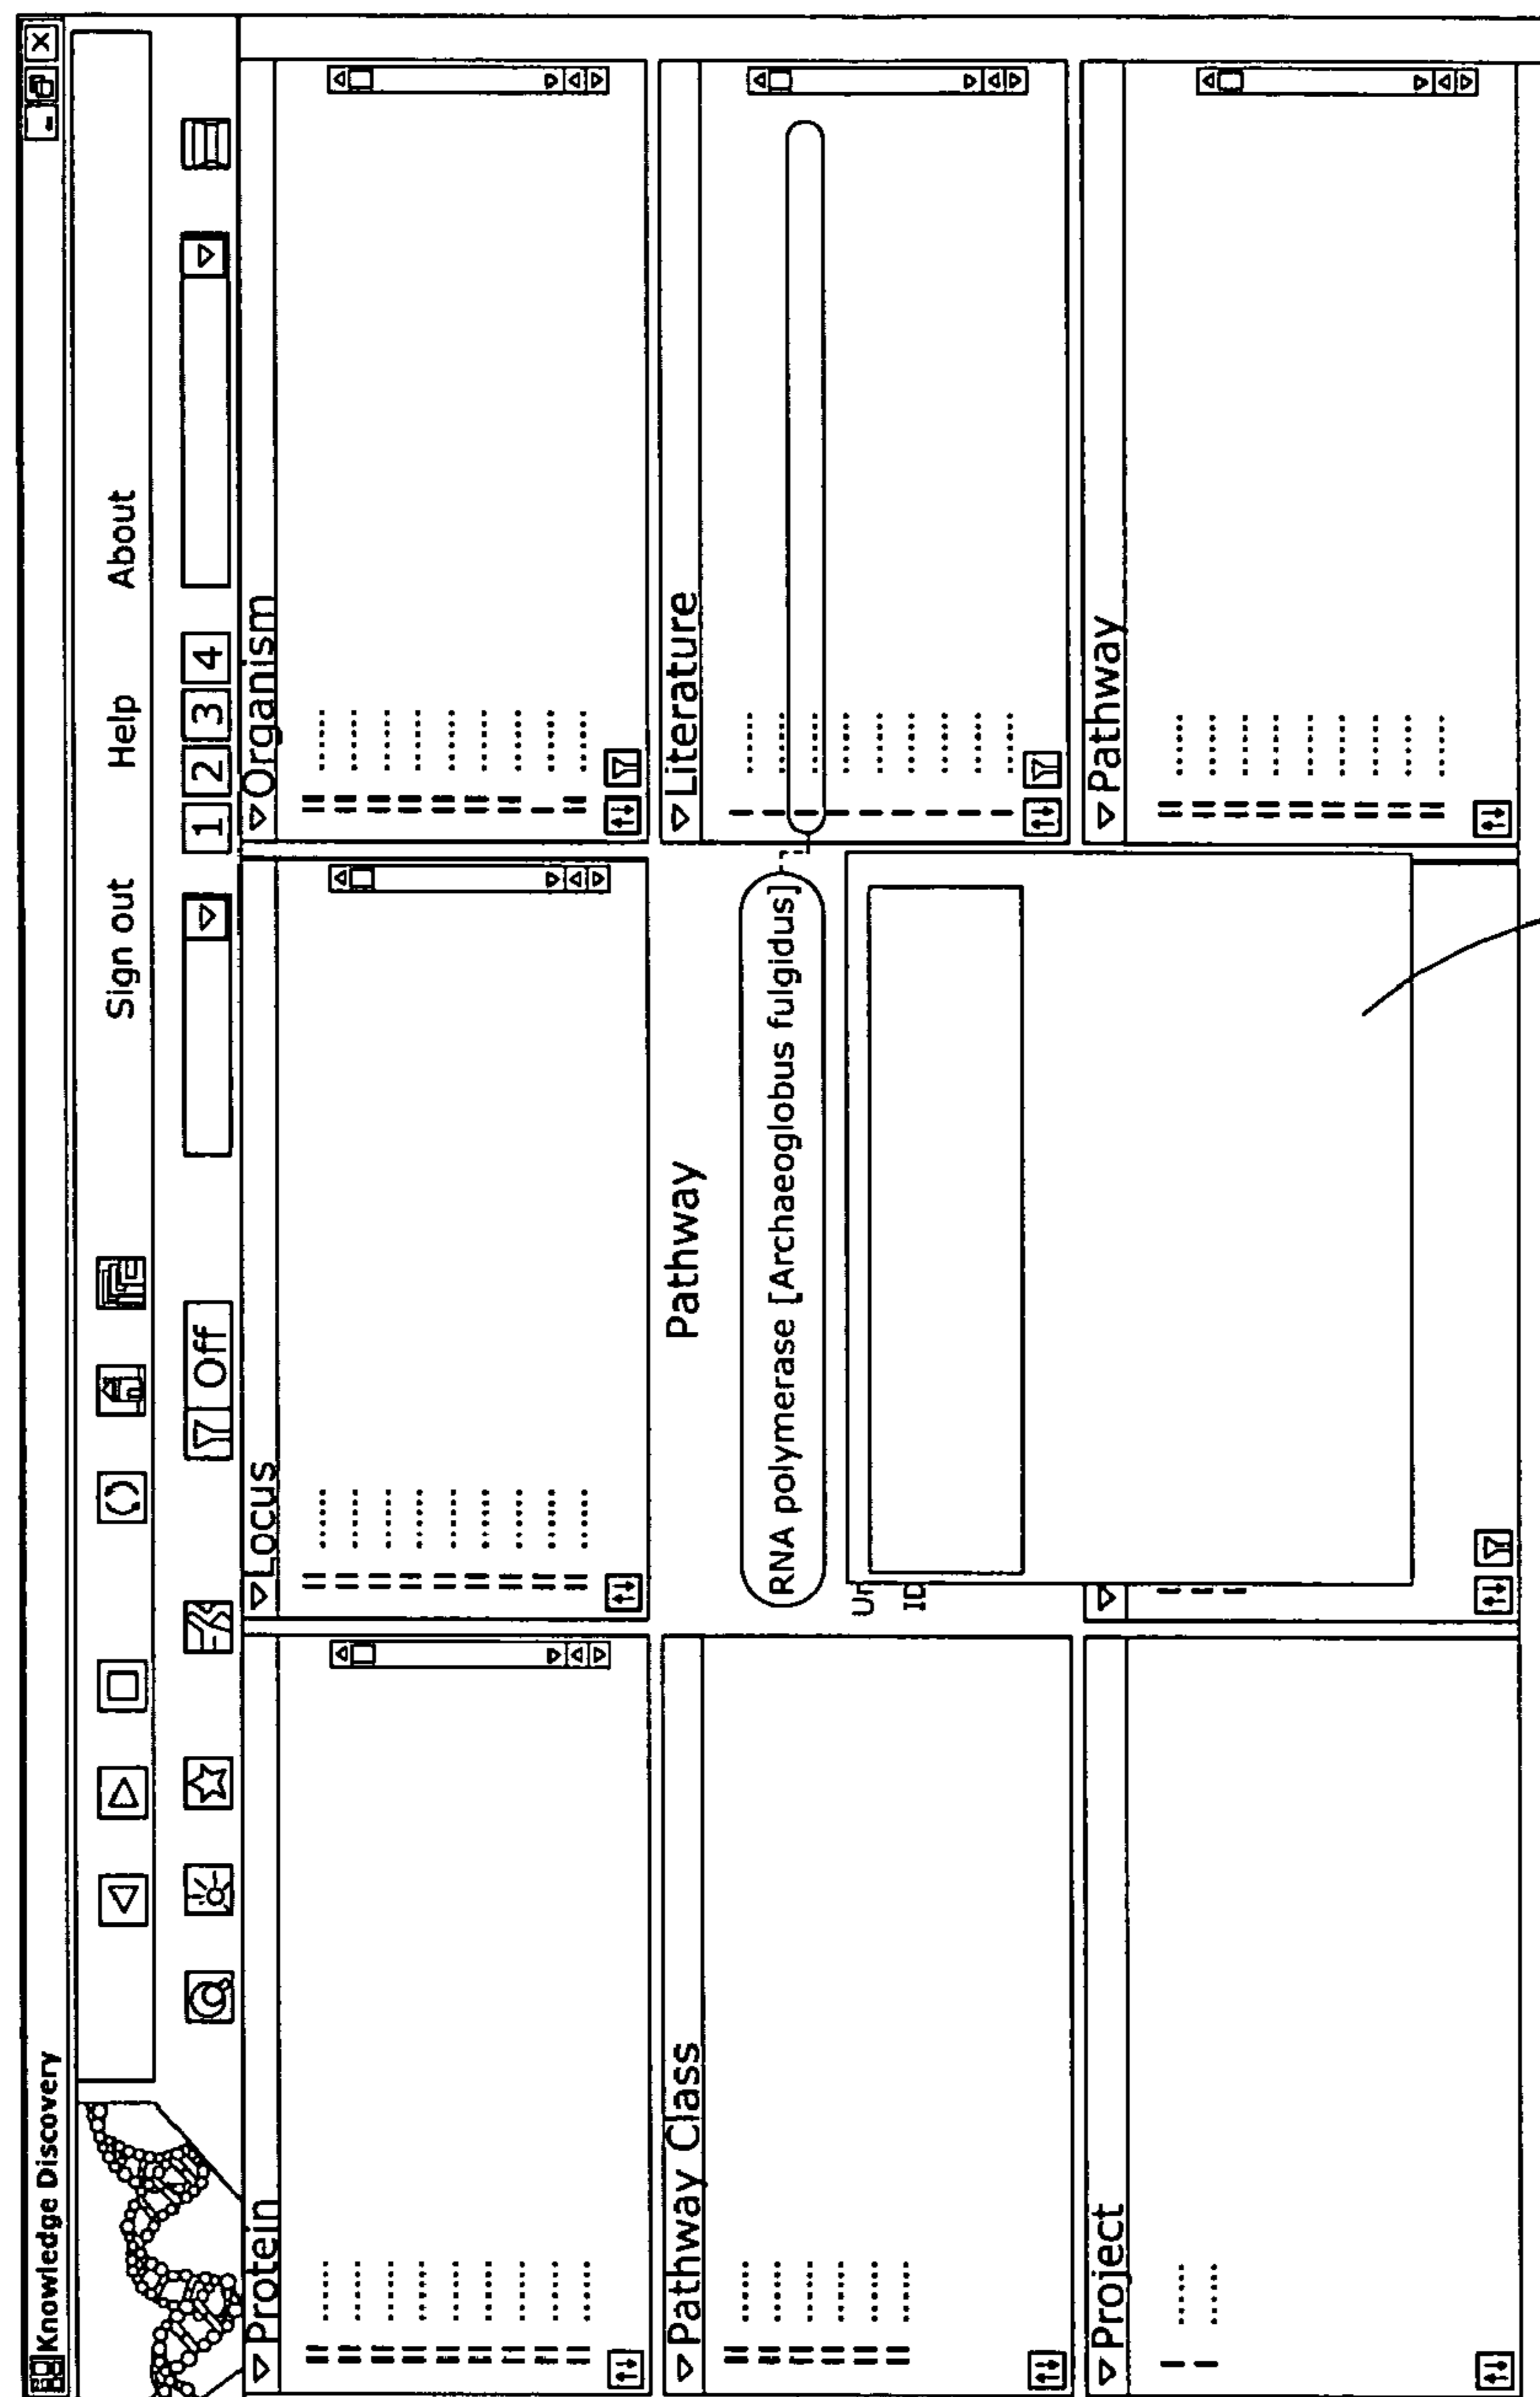 Knowledge Discovery
Sign out Help About
Off 1 2 3 4
Protein Locus Organism
Pathway Class Pathway Literature
RNA polymerase [Archaeoglobus fulgidus]
Project Pathway